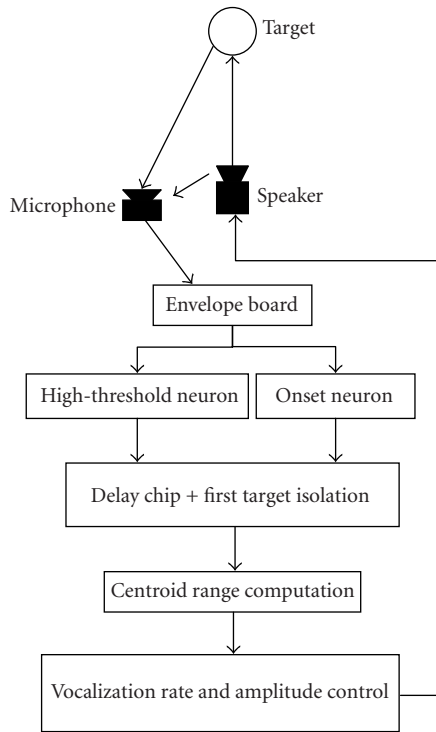 Target
Microphone
Speaker
Envelope board
High-threshold neuron
Onset neuron
Delay chip + first target isolation
Centroid range computation
Vocalization rate and amplitude control